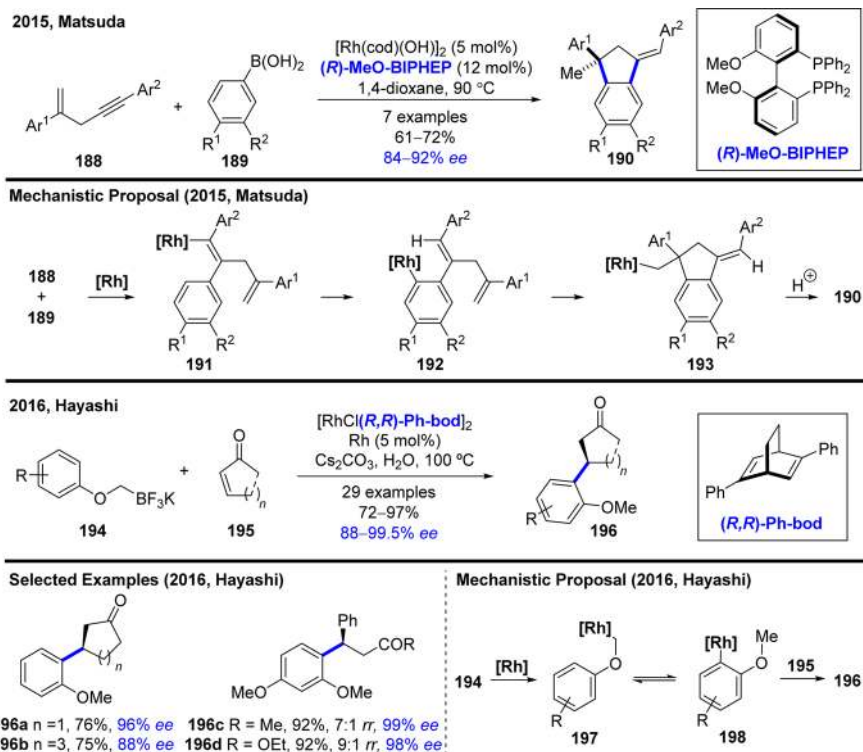 2015, Matsuda
[Rh(cod)(OH)]2 (5 mol%)
(R)-MeO-BIPHEP (12 mol%)
1,4-dioxane, 90 °C
7 examples
61–72%
84–92% ee
Ar1
Ar2
188
+
B(OH)2
R1
R2
189
Ar1
Me
Ar2
R1
R2
190
MeO
PPh2
MeO
PPh2
(R)-MeO-BIPHEP
Mechanistic Proposal (2015, Matsuda)
188
+
189
[Rh]
[Rh]
Ar2
Ar1
R1
R2
191
H
Ar2
[Rh]
Ar1
R1
R2
192
[Rh]
Ar1
Ar2
H
R1
R2
193
H⊕
190
2016, Hayashi
[RhCl(R,R)-Ph-bod]2
Rh (5 mol%)
Cs2CO3, H2O, 100 ºC
29 examples
72–97%
88–99.5% ee
R
O
BF3K
194
+
O
n
195
O
n
OMe
R
196
Ph
Ph
(R,R)-Ph-bod
Selected Examples (2016, Hayashi)
O
n
OMe
96a n =1, 76%, 96% ee
96b n =3, 75%, 88% ee
Ph
COR
MeO
OMe
196c R = Me, 92%, 7:1 rr, 99% ee
196d R = OEt, 92%, 9:1 rr, 98% ee
Mechanistic Proposal (2016, Hayashi)
194
[Rh]
[Rh]
O
R
197
[Rh]
Me
O
R
198
195
196